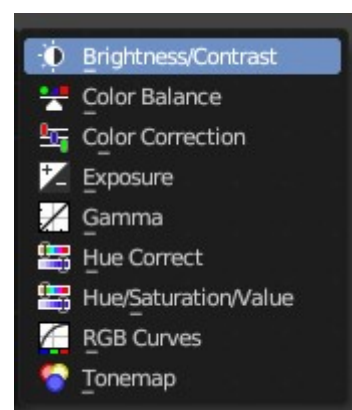 Brightness/Contrast
Color Balance
Color Correction
Exposure
Gamma
Hue Correct
Hue/Saturation/Value
RGB Curves
Tonemap